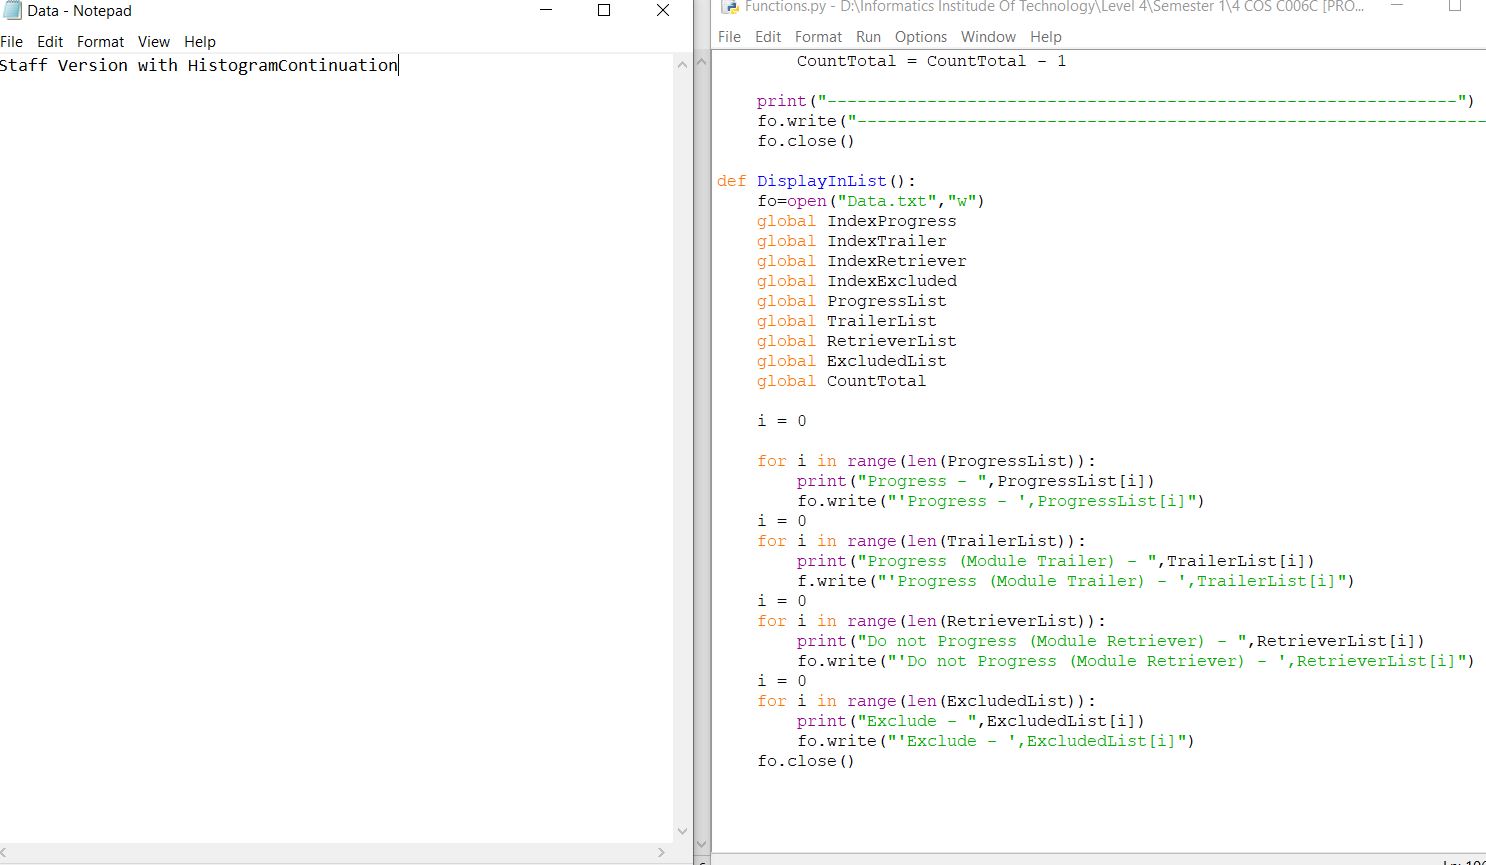 Data - Notepad
File Edit Format View Help
Staff Version with HistogramContinuation
Functions.py - D:\Informatics Institude Of Technology\Level 4\Semester 1\4 COS C006C [PRO...
File Edit Format Run Options Window Help
        CountTotal = CountTotal - 1
    print("---------------------------------------------------------------")
    fo.write("---------------------------------------------------------------
    fo.close()
def DisplayInList():
    fo=open("Data.txt","w")
    global IndexProgress
    global IndexTrailer
    global IndexRetriever
    global IndexExcluded
    global ProgressList
    global TrailerList
    global RetrieverList
    global ExcludedList
    global CountTotal
    i = 0
    for i in range(len(ProgressList)):
        print("Progress - ",ProgressList[i])
        fo.write("'Progress - ',ProgressList[i]")
    i = 0
    for i in range(len(TrailerList)):
        print("Progress (Module Trailer) - ",TrailerList[i])
        f.write("'Progress (Module Trailer) - ',TrailerList[i]")
    i = 0
    for i in range(len(RetrieverList)):
        print("Do not Progress (Module Retriever) - ",RetrieverList[i])
        fo.write("'Do not Progress (Module Retriever) - ',RetrieverList[i]")
    i = 0
    for i in range(len(ExcludedList)):
        print("Exclude - ",ExcludedList[i])
        fo.write("'Exclude - ',ExcludedList[i]")
    fo.close()